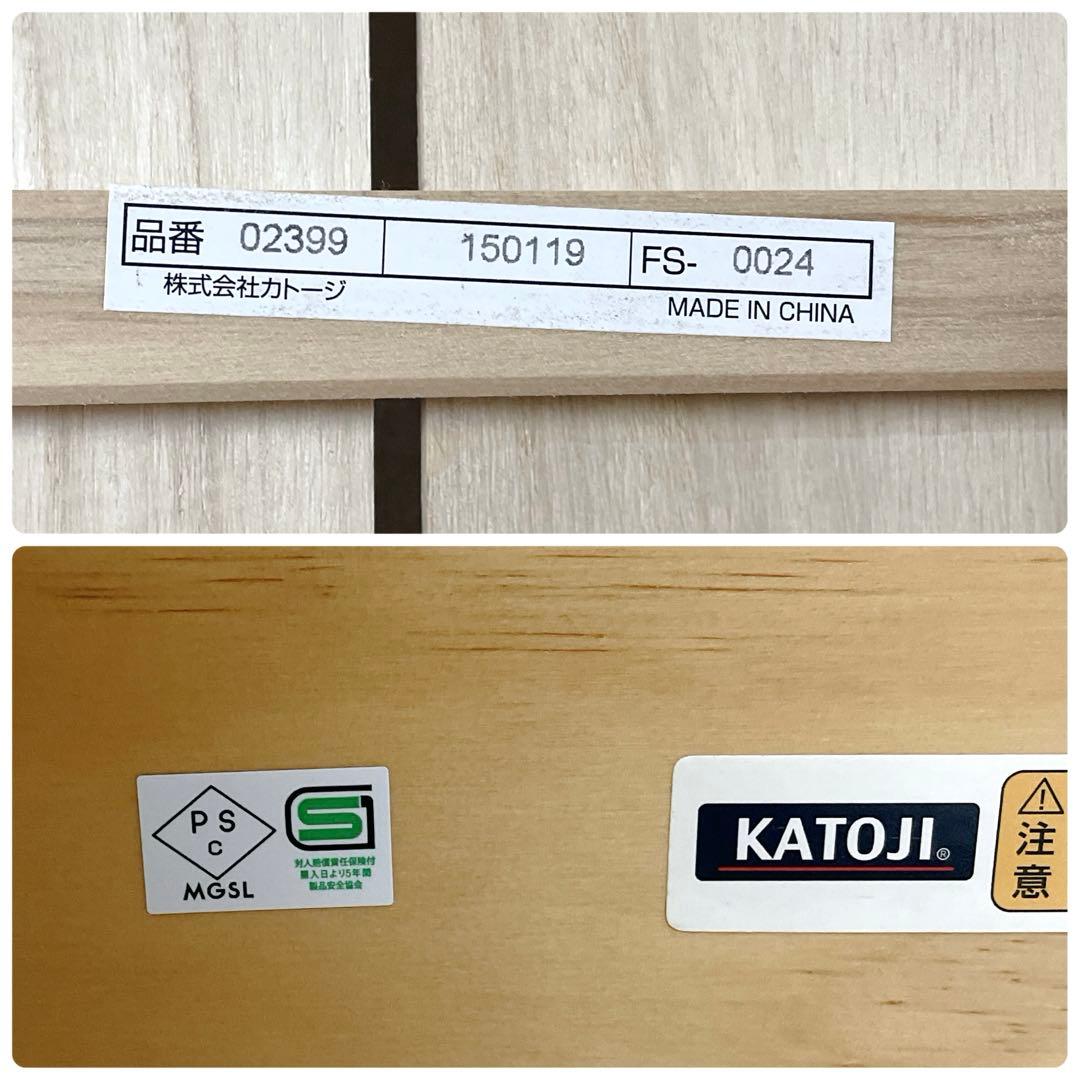 品番 02399 150119 FS- 0024
株式会社カトージ
MADE IN CHINA
PS
C
MGSL
SG
対人賠償責任保険付
購入日より5年間
製品安全協会
KATOJI®
注意